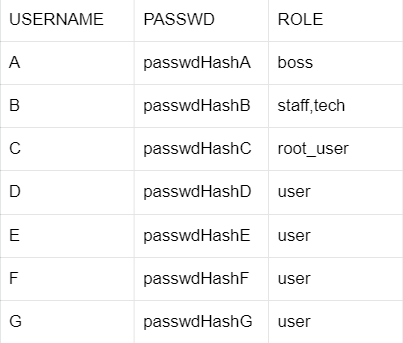 USERNAME PASSWD ROLE
A passwdHashA boss
B passwdHashB staff,tech
C passwdHashC root_user
D passwdHashD user
E passwdHashE user
F passwdHashF user
G passwdHashG user